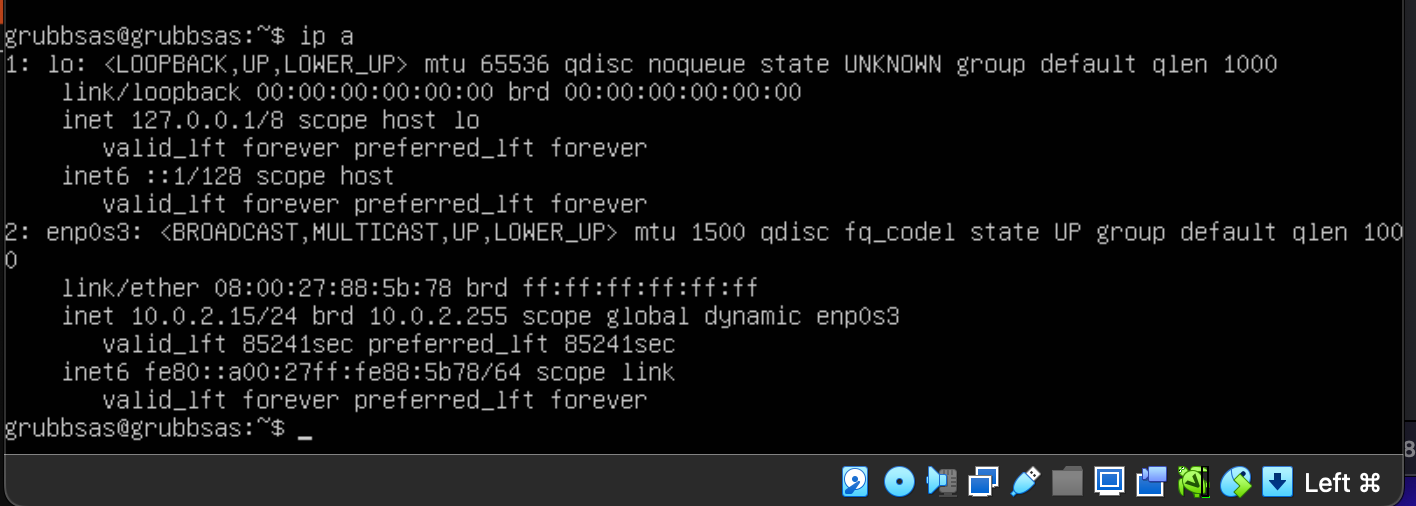 grubbsas@grubbsas:~$ ip a
1: lo: <LOOPBACK,UP,LOWER_UP> mtu 65536 qdisc noqueue state UNKNOWN group default qlen 1000
    link/loopback 00:00:00:00:00:00 brd 00:00:00:00:00:00
    inet 127.0.0.1/8 scope host lo
       valid_lft forever preferred_lft forever
    inet6 ::1/128 scope host
       valid_lft forever preferred_lft forever
2: enp0s3: <BROADCAST,MULTICAST,UP,LOWER_UP> mtu 1500 qdisc fq_codel state UP group default qlen 100
0
    link/ether 08:00:27:88:5b:78 brd ff:ff:ff:ff:ff:ff
    inet 10.0.2.15/24 brd 10.0.2.255 scope global dynamic enp0s3
       valid_lft 85241sec preferred_lft 85241sec
    inet6 fe80::a00:27ff:fe88:5b78/64 scope link
       valid_lft forever preferred_lft forever
grubbsas@grubbsas:~$ _
8
Left ⌘